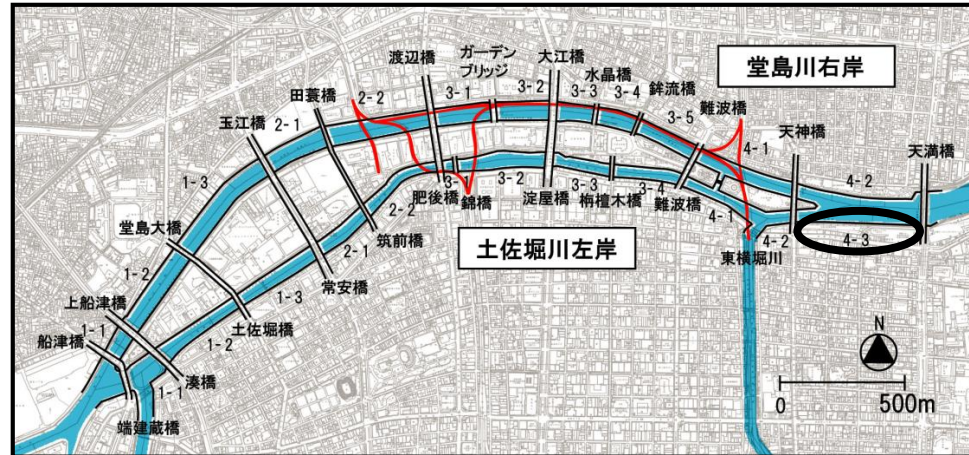 堂島川右岸
土佐堀川左岸
渡辺橋
ガーデン
ブリッジ
大江橋
水晶橋
鉾流橋
難波橋
天神橋
天満橋
田蓑橋
玉江橋
堂島大橋
上船津橋
船津橋
端建蔵橋
湊橋
土佐堀橋
常安橋
筑前橋
肥後橋
錦橋
淀屋橋
栴檀木橋
難波橋
東横堀川
1-1
1-2
1-3
2-1
2-2
3-1
3-2
3-3
3-4
3-5
4-1
4-2
1-1
1-2
1-3
2-1
2-2
3-1
3-2
3-3
3-4
4-1
4-2
4-3
N
0
500m